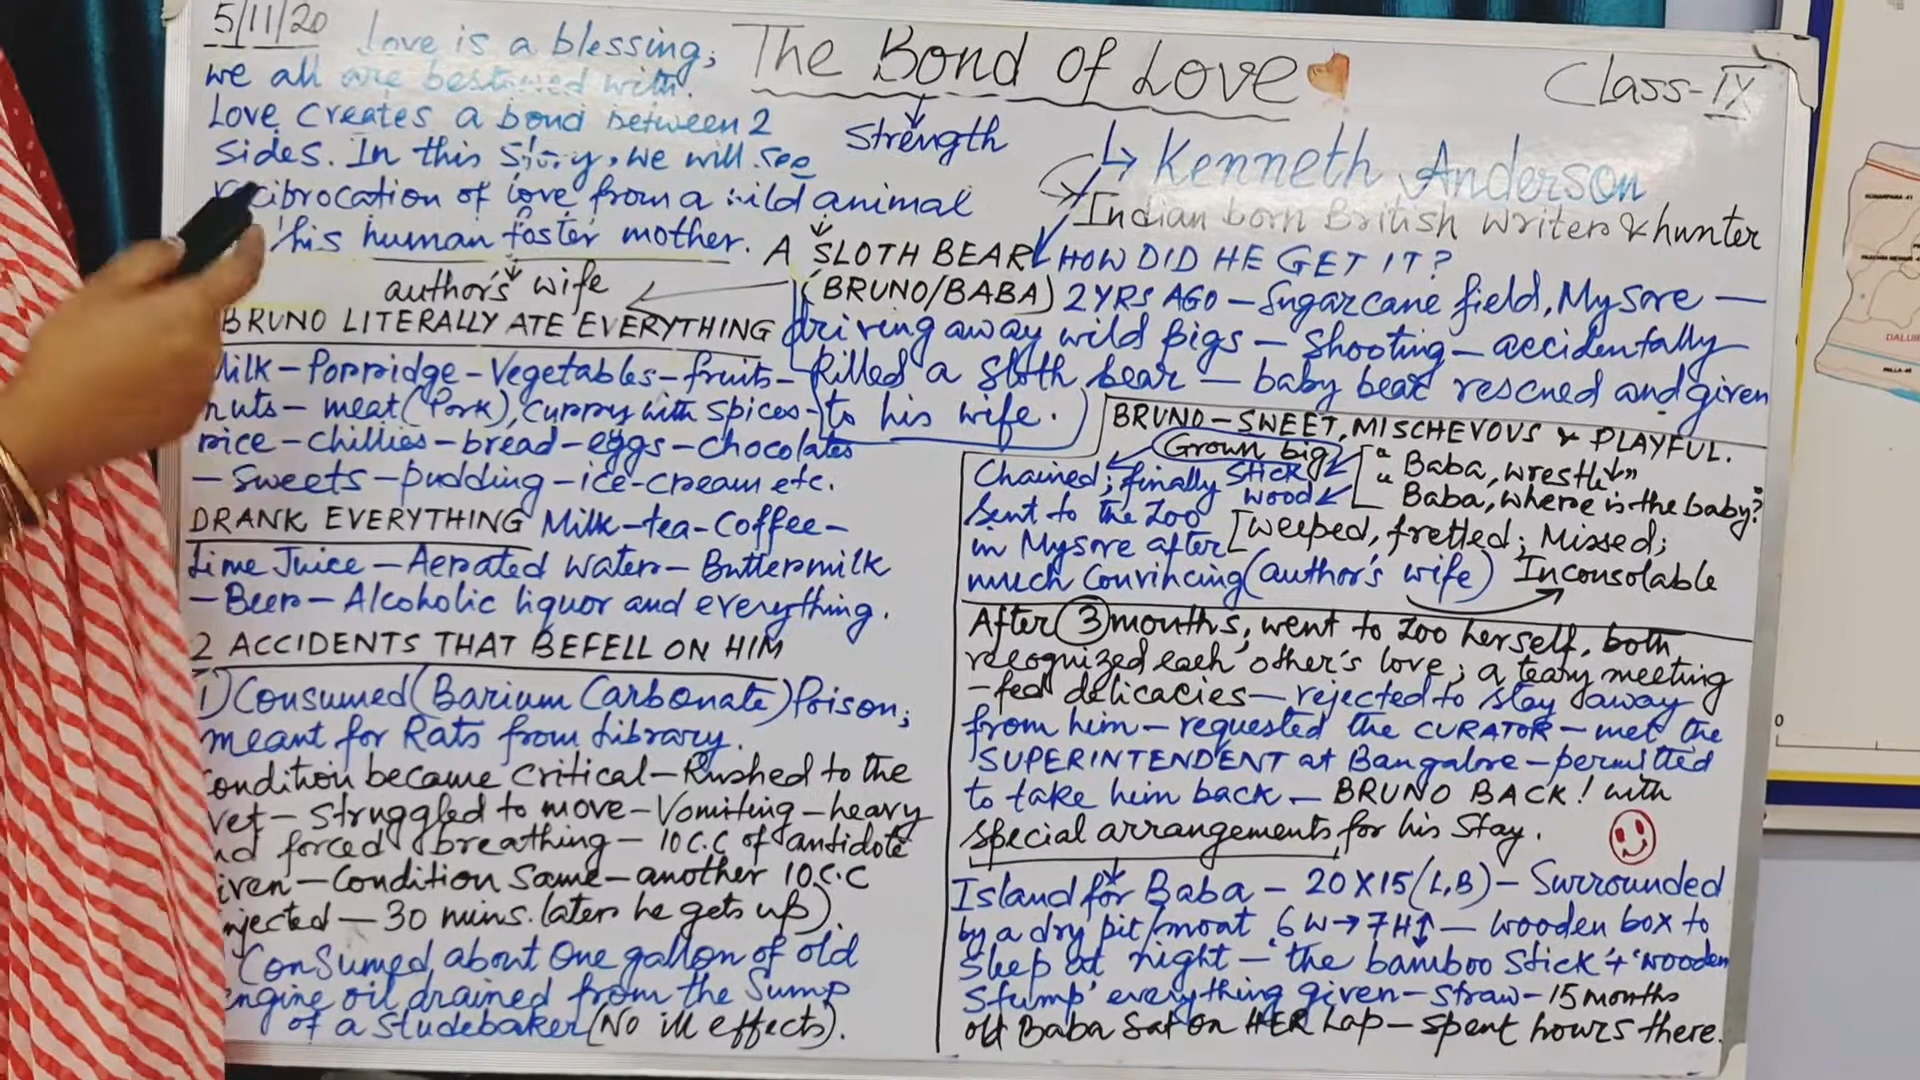 5/11/20
Love is a blessing;
we all are bestowed with.
Love creates a bond between 2
sides. In this story, we will see
recibrocation of love from a wild animal
his human foster mother.
author's wife
The Bond of Love
Strength
Class-IX
Kenneth Anderson
Indian born British Writer & hunter
A SLOTH BEAR
(BRUNO/BABA)
HOW DID HE GET IT?
2 YRS AGO - Sugarcane field, Mysore -
driving away wild pigs - Shooting - accidentally
killed a sloth bear - baby bear rescued and given
to his wife.
BRUNO LITERALLY ATE EVERYTHING
Milk - Porridge - Vegetables - fruits -
nuts - meat (Pork), curry with spices -
rice - chillies - bread - eggs - chocolates
- Sweets - pudding - ice-cream etc.
DRANK EVERYTHING Milk - tea - Coffee -
Lime Juice - Aerated Water - Buttermilk
- Beer - Alcoholic liquor and everything.
2 ACCIDENTS THAT BEFELL ON HIM
1) Consumed (Barium Carbonate) Poison;
meant for Rats from Library.
Condition became critical - Rushed to the
vet - struggled to move - Vomiting - heavy
and forced breathing - 10 C.C of antidote
given - Condition Same - another 10 C.C
injected - 30 mins. later he gets up).
Consumed about One gallon of old
engine oil drained from the Sump
of a Studebaker (No ill effects).
BRUNO - SWEET, MISCHEVOUS & PLAYFUL.
Grown big
stick
wood
"Baba, wrestle"
"Baba, where is the baby?"
Chained; finally
sent to the Zoo
in Mysore after
much Convincing (author's wife)
[weeped, fretted; Missed;
Inconsolable
After 3 months, went to Zoo herself, both
recognized each other's love; a teary meeting
- fed delicacies - rejected to stay away
from him - requested the CURATOR - met the
SUPERINTENDENT at Bangalore - permitted
to take him back - BRUNO BACK! with
special arrangements for his Stay.
Island for Baba - 20 X 15 (L,B) - Surrounded
by a dry pit/moat 6 W → 7 H↑ - wooden box to
sleep at night - the bamboo stick + 'wooden
stump' everything given - straw - 15 months
old Baba Sat on HER Lap - spent hours there.
0